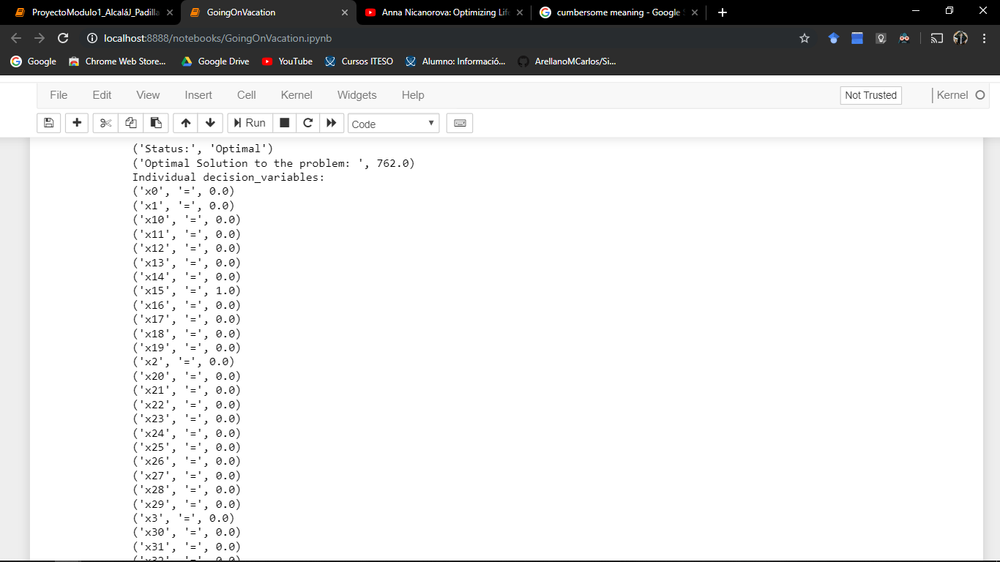 ProyectoModulo1_AlcaláJ_Padilla
GoingOnVacation
Anna Nicanorova: Optimizing Life
cumbersome meaning - Google S
localhost:8888/notebooks/GoingOnVacation.ipynb
Google
Chrome Web Store...
Google Drive
YouTube
Cursos ITESO
Alumno: Informació...
ArellanoMCarlos/Si...
File Edit View Insert Cell Kernel Widgets Help
Not Trusted
Kernel
Run
Code
('Status:', 'Optimal')
('Optimal Solution to the problem: ', 762.0)
Individual decision_variables:
('x0', '=', 0.0)
('x1', '=', 0.0)
('x10', '=', 0.0)
('x11', '=', 0.0)
('x12', '=', 0.0)
('x13', '=', 0.0)
('x14', '=', 0.0)
('x15', '=', 1.0)
('x16', '=', 0.0)
('x17', '=', 0.0)
('x18', '=', 0.0)
('x19', '=', 0.0)
('x2', '=', 0.0)
('x20', '=', 0.0)
('x21', '=', 0.0)
('x22', '=', 0.0)
('x23', '=', 0.0)
('x24', '=', 0.0)
('x25', '=', 0.0)
('x26', '=', 0.0)
('x27', '=', 0.0)
('x28', '=', 0.0)
('x29', '=', 0.0)
('x3', '=', 0.0)
('x30', '=', 0.0)
('x31', '=', 0.0)
('x32', '=', 0.0)